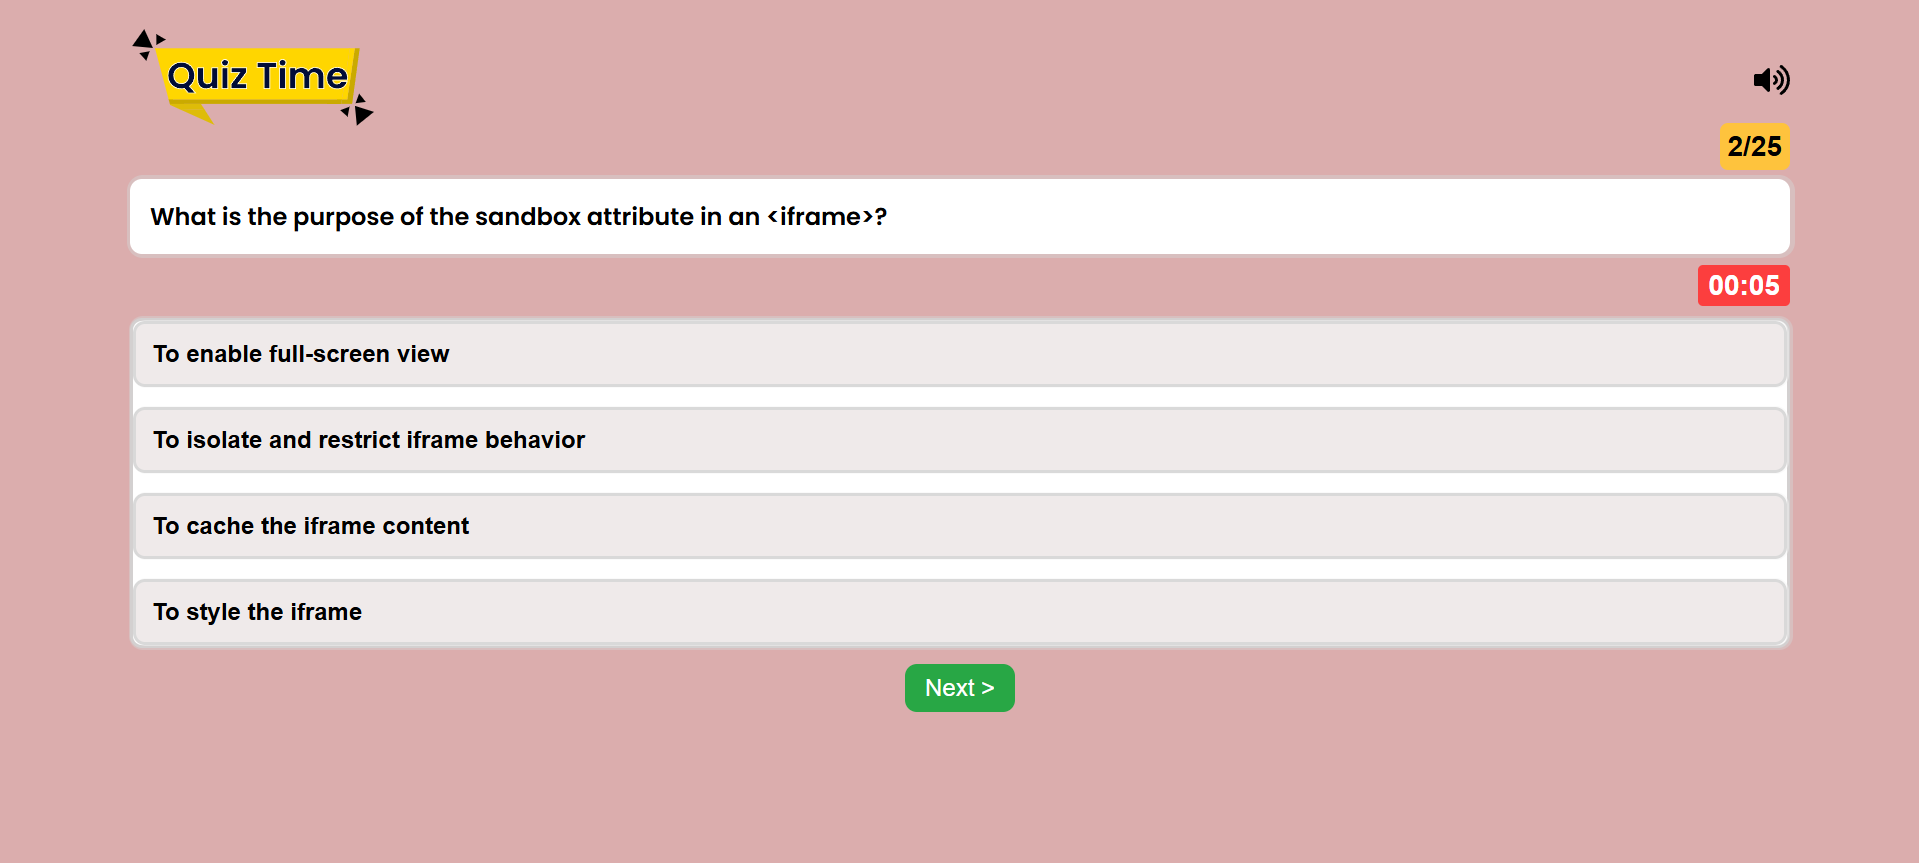 Quiz Time
2/25
What is the purpose of the sandbox attribute in an <iframe>?
00:05
To enable full-screen view
To isolate and restrict iframe behavior
To cache the iframe content
To style the iframe
Next >